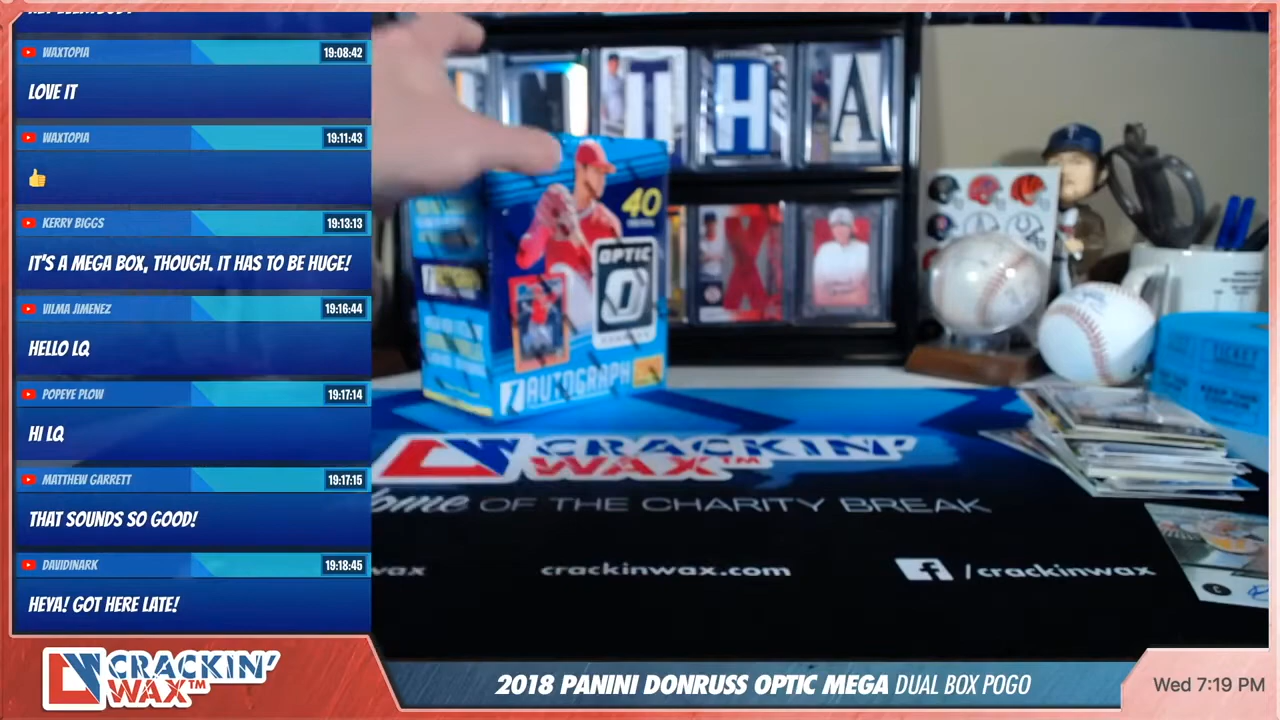 WAXTOPIA 19:08:42
LOVE IT
WAXTOPIA 19:11:43
KERRY BIGGS 19:13:13
IT'S A MEGA BOX, THOUGH. IT HAS TO BE HUGE!
VILMA JIMENEZ 19:16:44
HELLO LQ
POPEYE PLOW 19:17:14
HI LQ
MATTHEW GARRETT 19:17:15
THAT SOUNDS SO GOOD!
DAVIDINARK 19:18:45
HEYA! GOT HERE LATE!
CRACKIN'
WAX™
T H A
X
40
OPTIC
1 AUTOGRAPH
TICKET
CRACKIN'
WAX™
OF THE CHARITY BREAK
crackinwax.com
/crackinwax
2018 PANINI DONRUSS OPTIC MEGA DUAL BOX POGO
Wed 7:19 PM